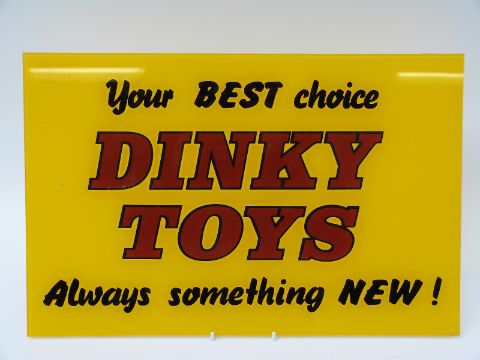 Your BEST choice
DINKY
TOYS
Always something NEW!